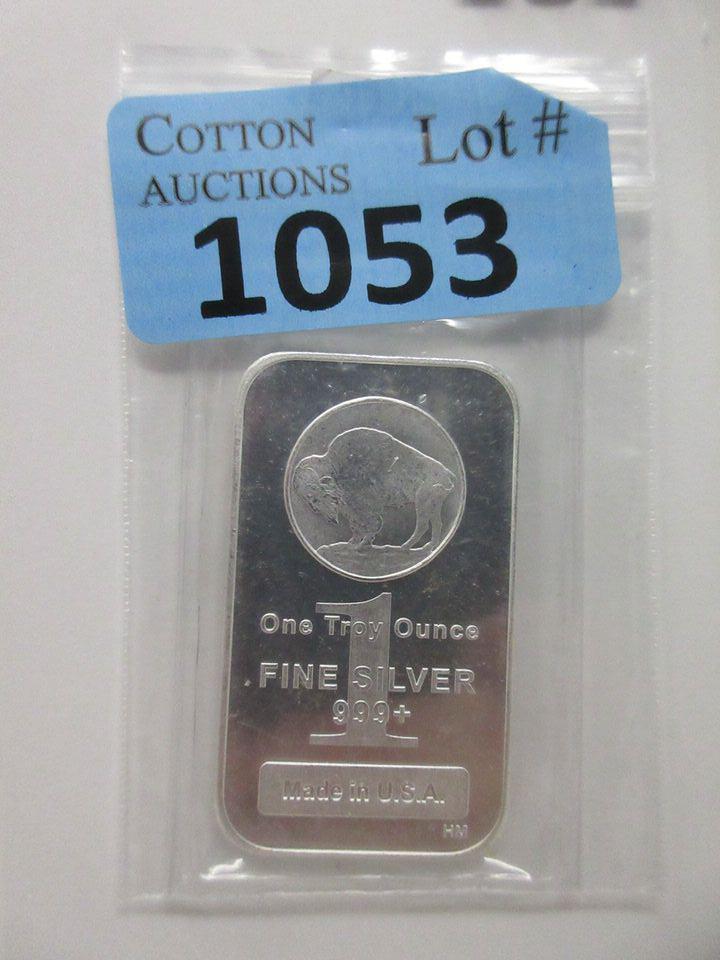 COTTON
AUCTIONS
Lot #
1053
One Troy Ounce
FINE SILVER
999+
1
Made in U.S.A.
HM